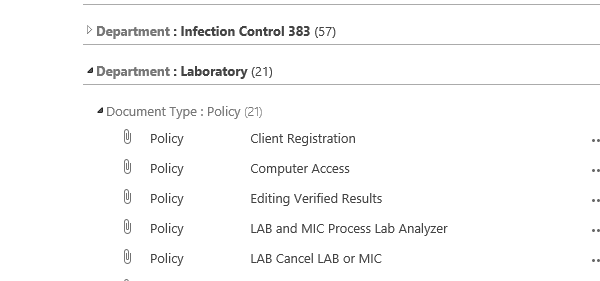 Department : Infection Control 383 (57)
Department : Laboratory (21)
Document Type : Policy (21)
Policy Client Registration ..
Policy Computer Access ..
Policy Editing Verified Results ..
Policy LAB and MIC Process Lab Analyzer ..
Policy LAB Cancel LAB or MIC ..